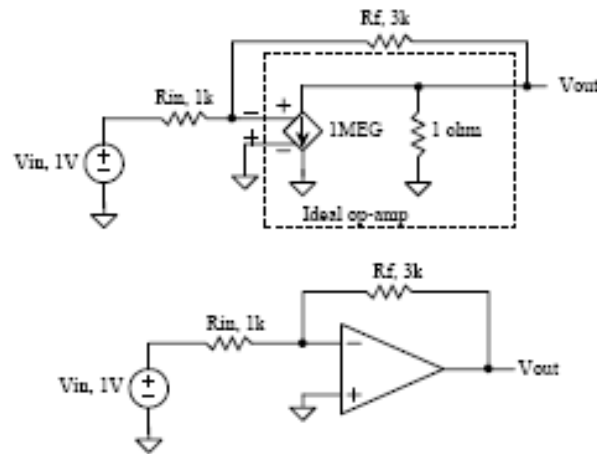 Rf, 3k
Vout
Rin, 1k
− +
1MEG
1 ohm
+ −
Vin, 1V
+ −
Ideal op-amp
Rf, 3k
Rin, 1k
−
Vin, 1V
+ −
Vout
+